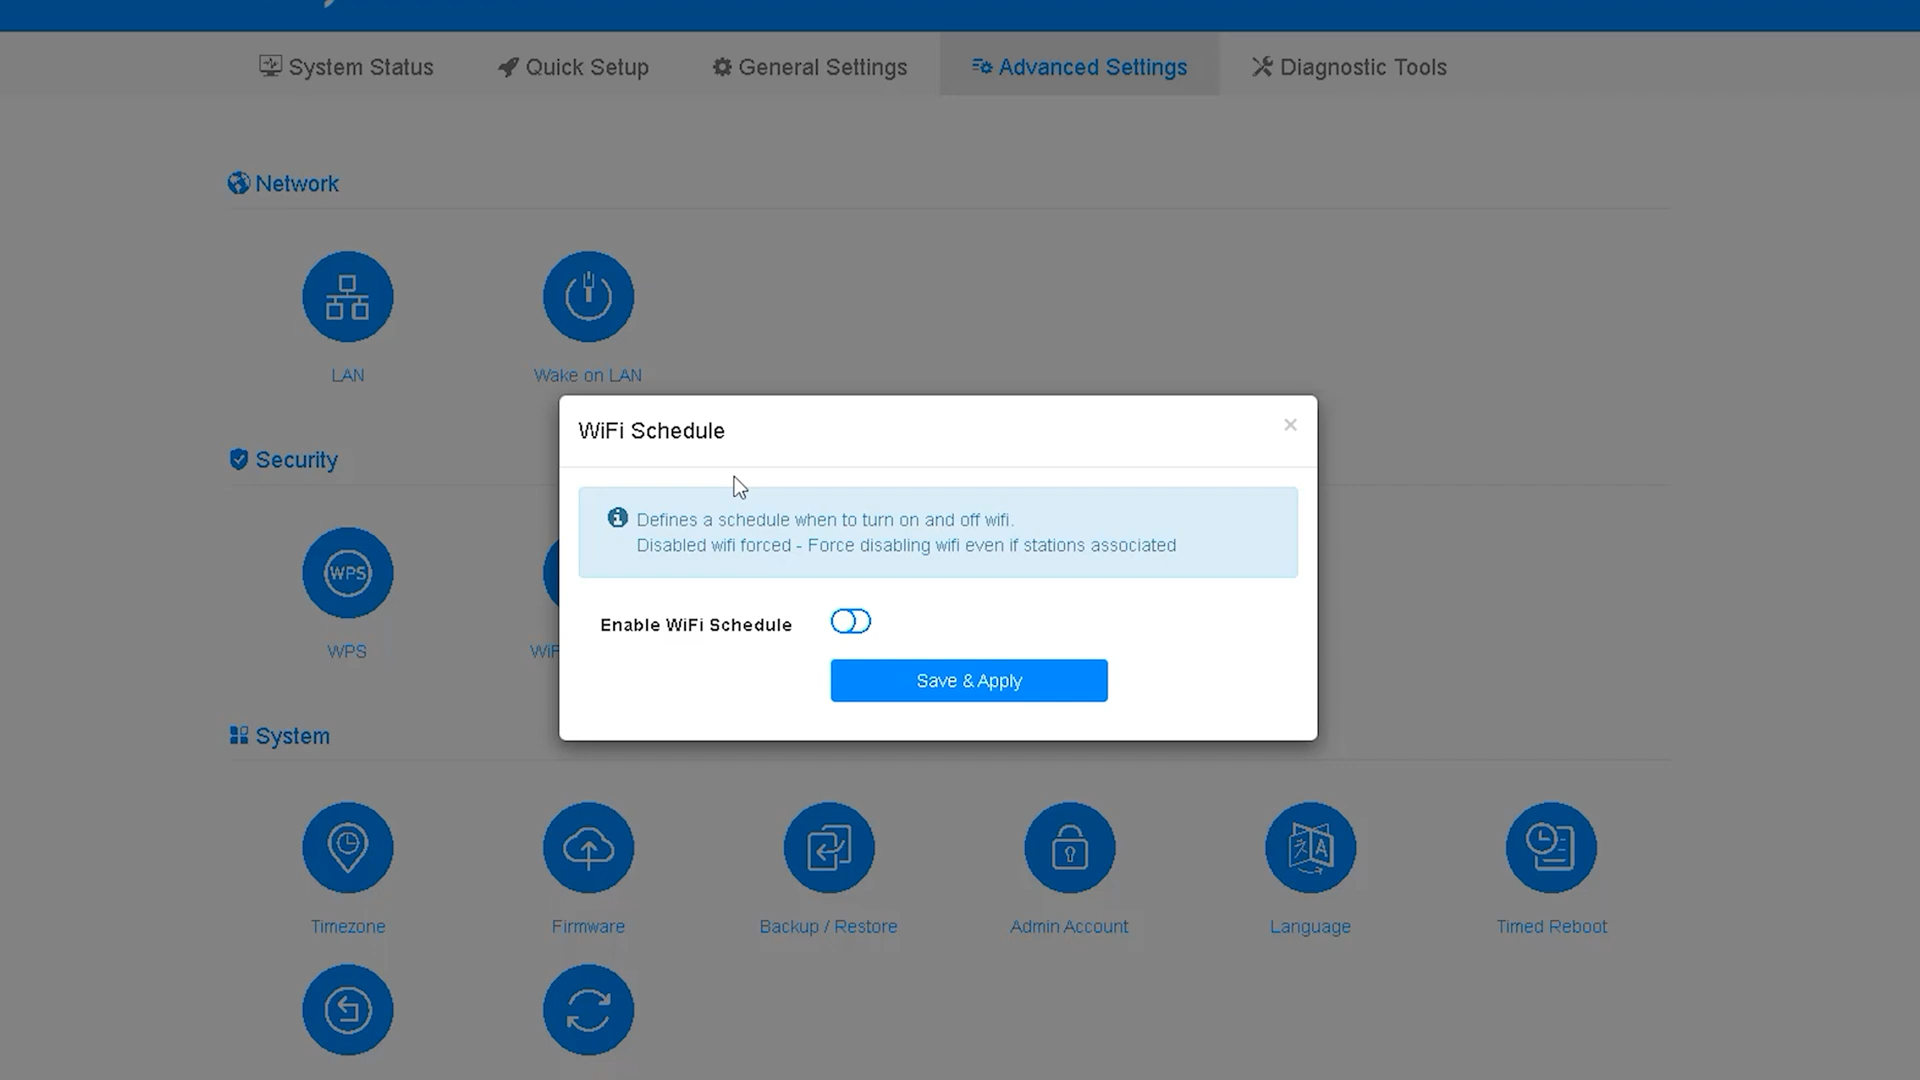 System Status
Quick Setup
General Settings
Advanced Settings
Diagnostic Tools
Network
LAN
Wake on LAN
WiFi Schedule
×
Security
Defines a schedule when to turn on and off wifi.
Disabled wifi forced - Force disabling wifi even if stations associated
WPS
Enable WiFi Schedule
WPS
Save & Apply
System
Timezone
Firmware
Backup / Restore
Admin Account
Language
Timed Reboot